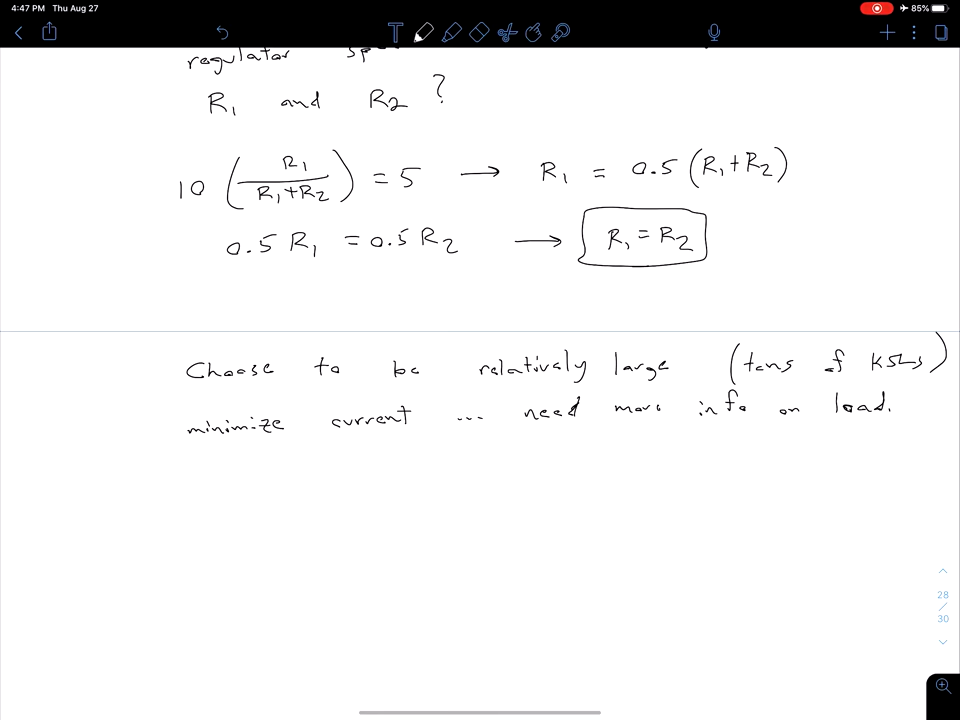 4:47 PM Thu Aug 27
85%
regulator
R₁ and R₂ ?
10 (R₁ / (R₁+R₂)) = 5 → R₁ = 0.5 (R₁+R₂)
0.5 R₁ = 0.5 R₂ → R₁ = R₂
Choose to be relatively large (tens of KΩs)
minimize current ... need more info on load.
28
/
30